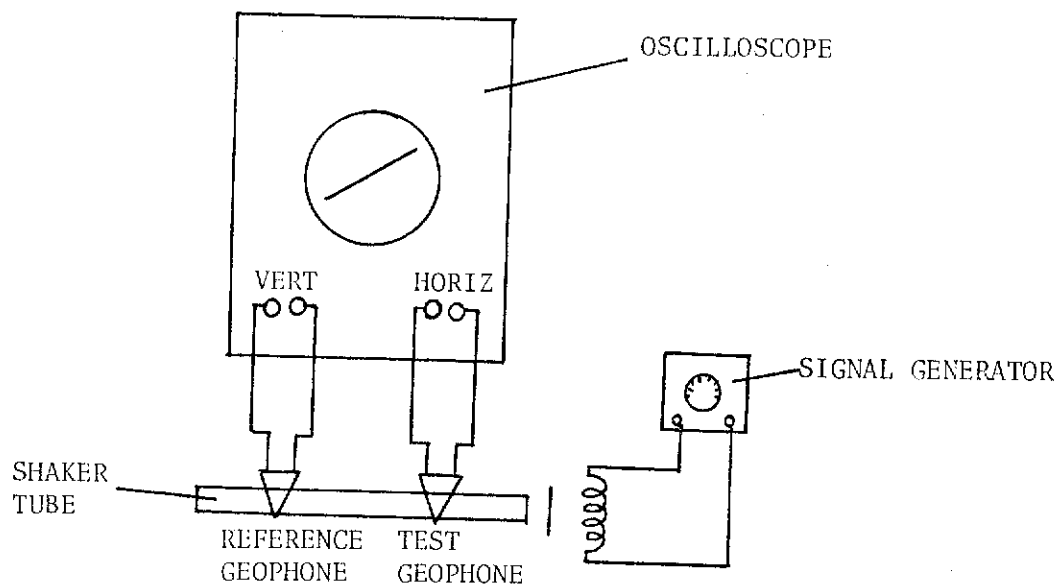 OSCILLOSCOPE
VERT
HORIZ
SIGNAL GENERATOR
SHAKER
TUBE
REFERENCE
GEOPHONE
TEST
GEOPHONE